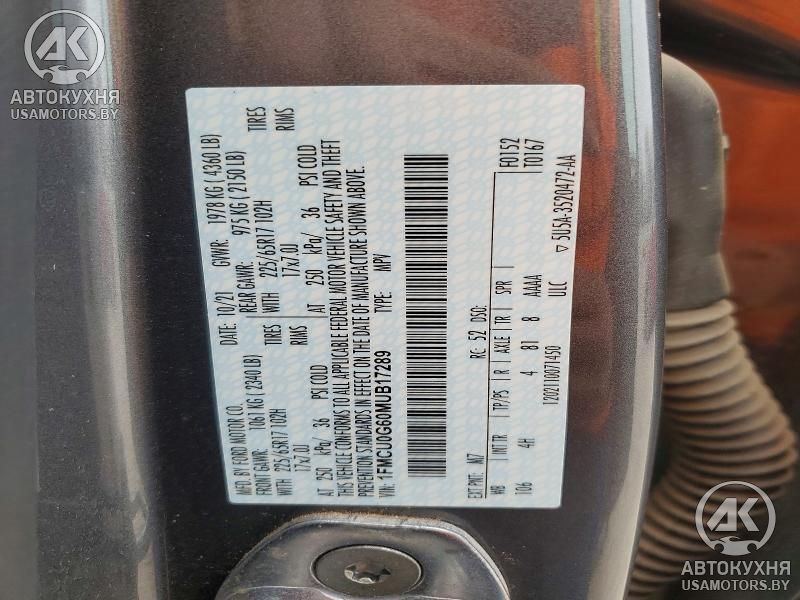 AK
АВТОКУХНЯ
USAMOTORS.BY
MFD. BY FORD MOTOR CO.
DATE: 10/21 GVWR: 1978 KG ( 4360 LB)
FRONT GAWR: 1061 KG ( 2340 LB)
REAR GAWR: 975 KG ( 2150 LB)
WITH 225/65R17 102H TIRES
WITH 225/65R17 102H TIRES
17x7.0J RIMS
17x7.0J RIMS
AT 250 kPa/ 36 PSI COLD
AT 250 kPa/ 36 PSI COLD
THIS VEHICLE CONFORMS TO ALL APPLICABLE FEDERAL MOTOR VEHICLE SAFETY AND THEFT
PREVENTION STANDARDS IN EFFECT ON THE DATE OF MANUFACTURE SHOWN ABOVE.
VIN: 1FMCU0G60MUB17289
TYPE: MPV
EXT PNT: M7 RC: 52 DSO: F0152
T0167
WB INT TR TP/PS R AXLE TR SPR
106 4H 4 81 8 AAAA
1202110071450 ULC
▽ 5U5A-3520472-AA
AK
АВТОКУХНЯ
USAMOTORS.BY